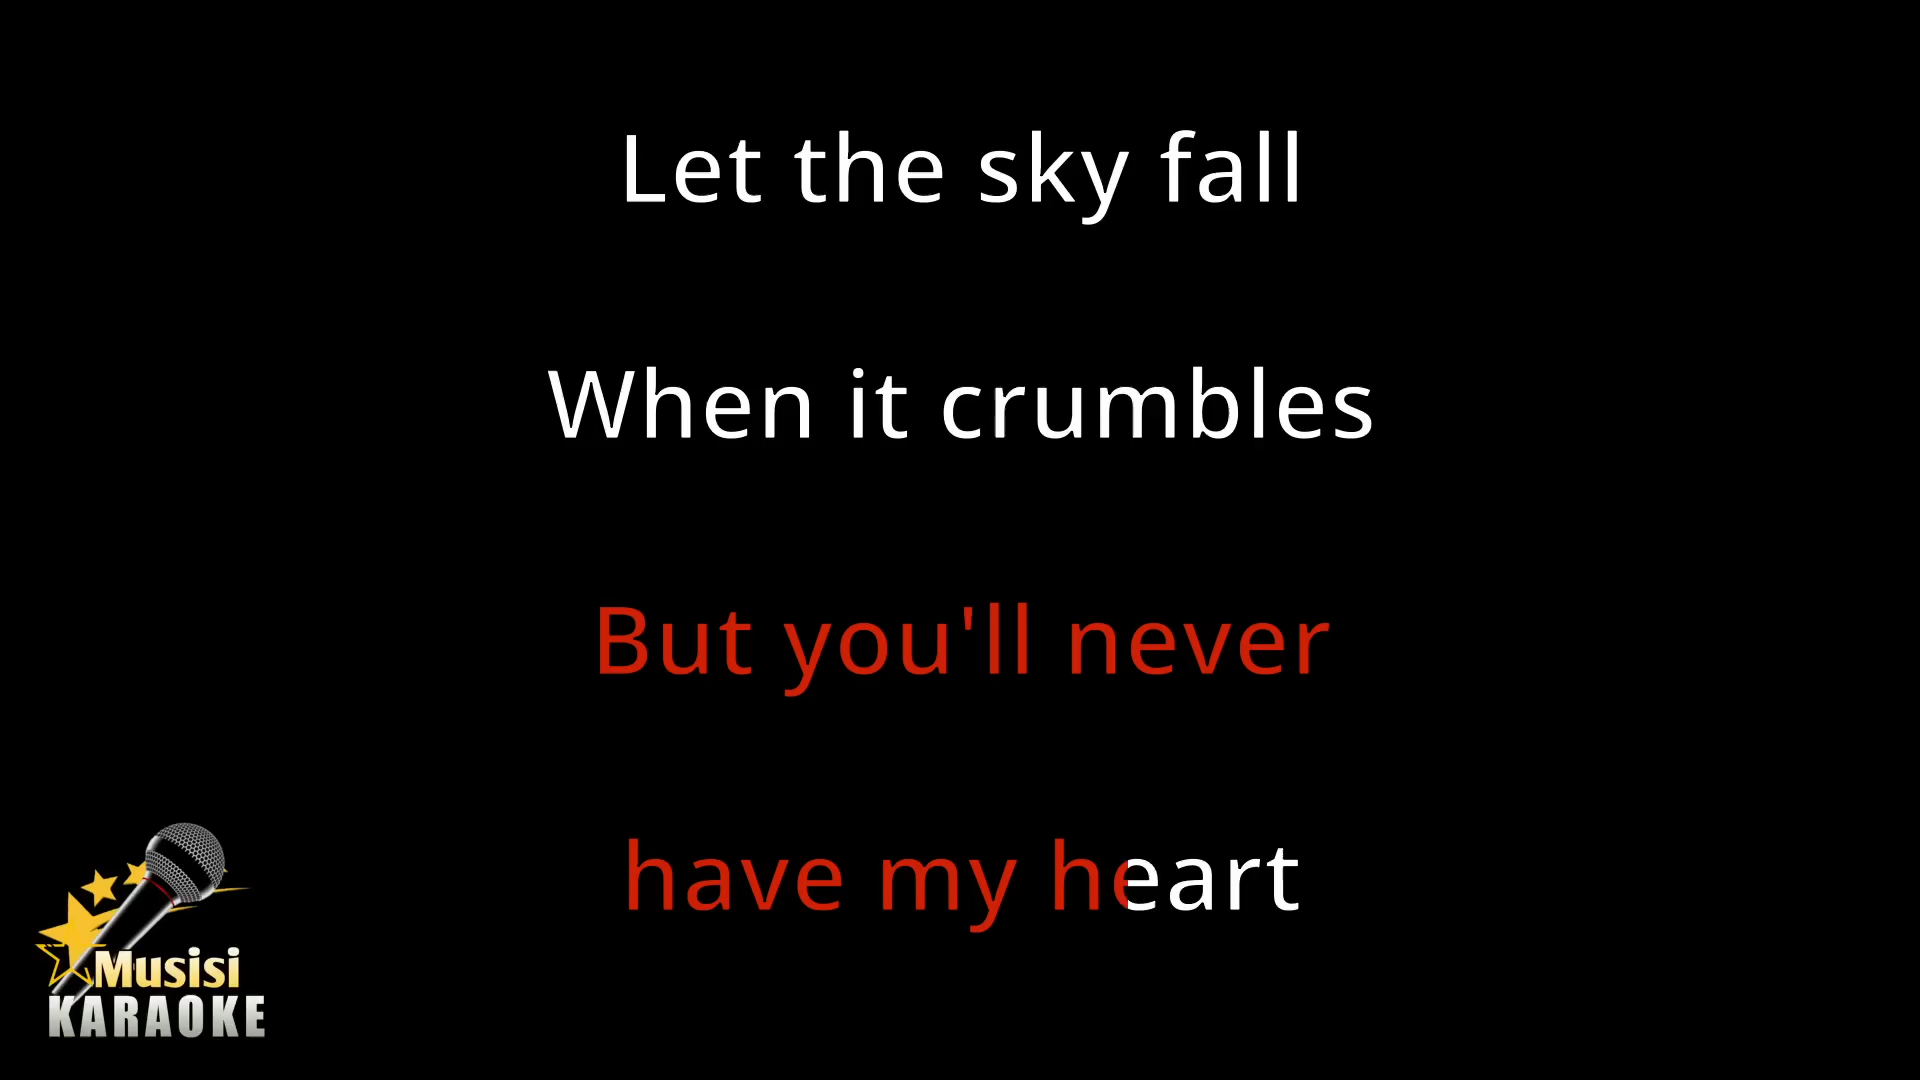 Let the sky fall
When it crumbles
But you'll never
have my heart
Musisi
KARAOKE